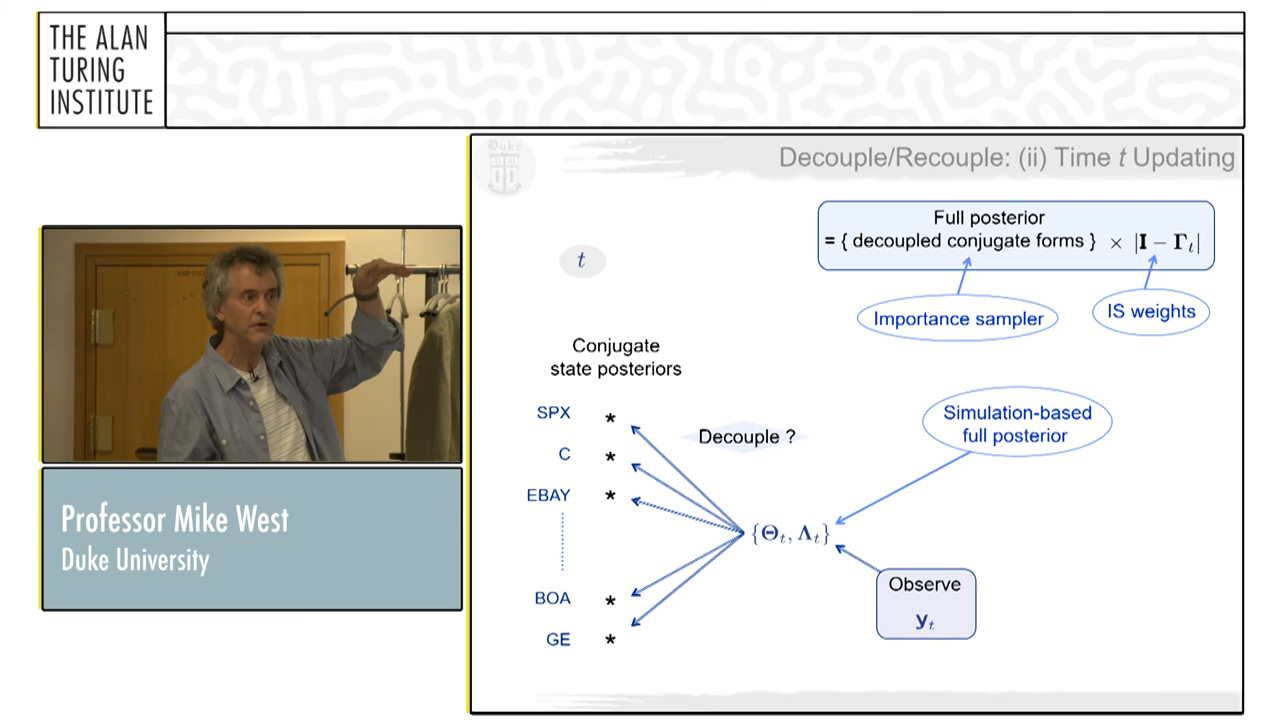 THE ALAN
TURING
INSTITUTE
Duke
Decouple/Recouple: (ii) Time t Updating
Full posterior
= { decoupled conjugate forms } × |I − Γt|
Importance sampler
IS weights
t
Conjugate
state posteriors
SPX *
C *
EBAY *
BOA *
GE *
Decouple ?
Simulation-based
full posterior
{Θt, Λt}
Observe
yt
Professor Mike West
Duke University